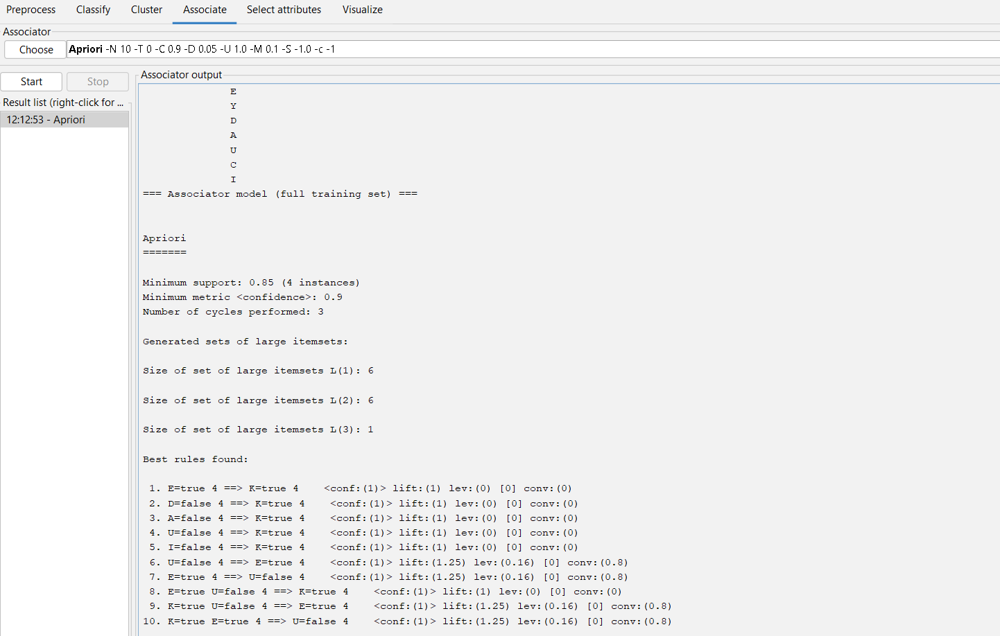 Preprocess Classify Cluster Associate Select attributes Visualize
Associator
Choose Apriori -N 10 -T 0 -C 0.9 -D 0.05 -U 1.0 -M 0.1 -S -1.0 -c -1
Start Stop
Result list (right-click for ...
12:12:53 - Apriori
Associator output
E
Y
D
A
U
C
I
=== Associator model (full training set) ===
Apriori
=======
Minimum support: 0.85 (4 instances)
Minimum metric <confidence>: 0.9
Number of cycles performed: 3
Generated sets of large itemsets:
Size of set of large itemsets L(1): 6
Size of set of large itemsets L(2): 6
Size of set of large itemsets L(3): 1
Best rules found:
1. E=true 4 ==> K=true 4 <conf:(1)> lift:(1) lev:(0) [0] conv:(0)
2. D=false 4 ==> K=true 4 <conf:(1)> lift:(1) lev:(0) [0] conv:(0)
3. A=false 4 ==> K=true 4 <conf:(1)> lift:(1) lev:(0) [0] conv:(0)
4. U=false 4 ==> K=true 4 <conf:(1)> lift:(1) lev:(0) [0] conv:(0)
5. I=false 4 ==> K=true 4 <conf:(1)> lift:(1) lev:(0) [0] conv:(0)
6. U=false 4 ==> E=true 4 <conf:(1)> lift:(1.25) lev:(0.16) [0] conv:(0.8)
7. E=true 4 ==> U=false 4 <conf:(1)> lift:(1.25) lev:(0.16) [0] conv:(0.8)
8. E=true U=false 4 ==> K=true 4 <conf:(1)> lift:(1) lev:(0) [0] conv:(0)
9. K=true U=false 4 ==> E=true 4 <conf:(1)> lift:(1.25) lev:(0.16) [0] conv:(0.8)
10. K=true E=true 4 ==> U=false 4 <conf:(1)> lift:(1.25) lev:(0.16) [0] conv:(0.8)